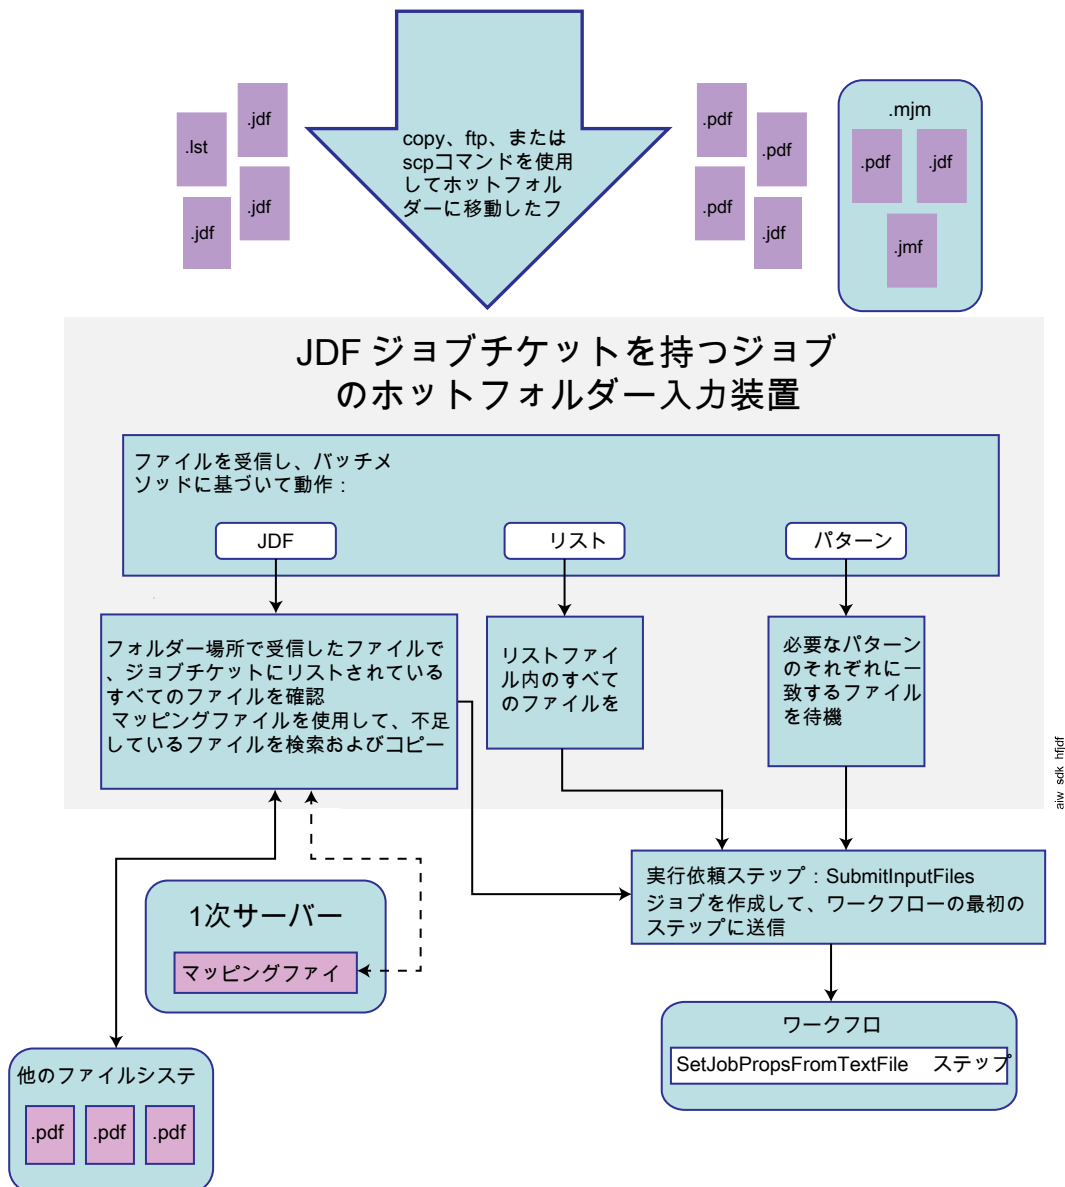 .lst
.jdf
.jdf
.jdf
copy、ftp、または
scpコマンドを使用
してホットフォル
ダーに移動したフ
.pdf
.pdf
.pdf
.jdf
.mjm
.pdf
.jdf
.jmf
JDF ジョブチケットを持つジョブ
のホットフォルダー入力装置
ファイルを受信し、バッチメ
ソッドに基づいて動作：
JDF
リスト
パターン
フォルダー場所で受信したファイルで
、ジョブチケットにリストされている
すべてのファイルを確認
マッピングファイルを使用して、不足
しているファイルを検索およびコピー
リストファイ
ル内のすべて
のファイルを
必要なパターン
のそれぞれに一
致するファイル
を待機
aiw sdk hfjdf
実行依頼ステップ：SubmitInputFiles
ジョブを作成して、ワークフローの最初の
ステップに送信
1次サーバー
マッピングファイ
ワークフロ
SetJobPropsFromTextFile ステップ
他のファイルシステ
.pdf
.pdf
.pdf